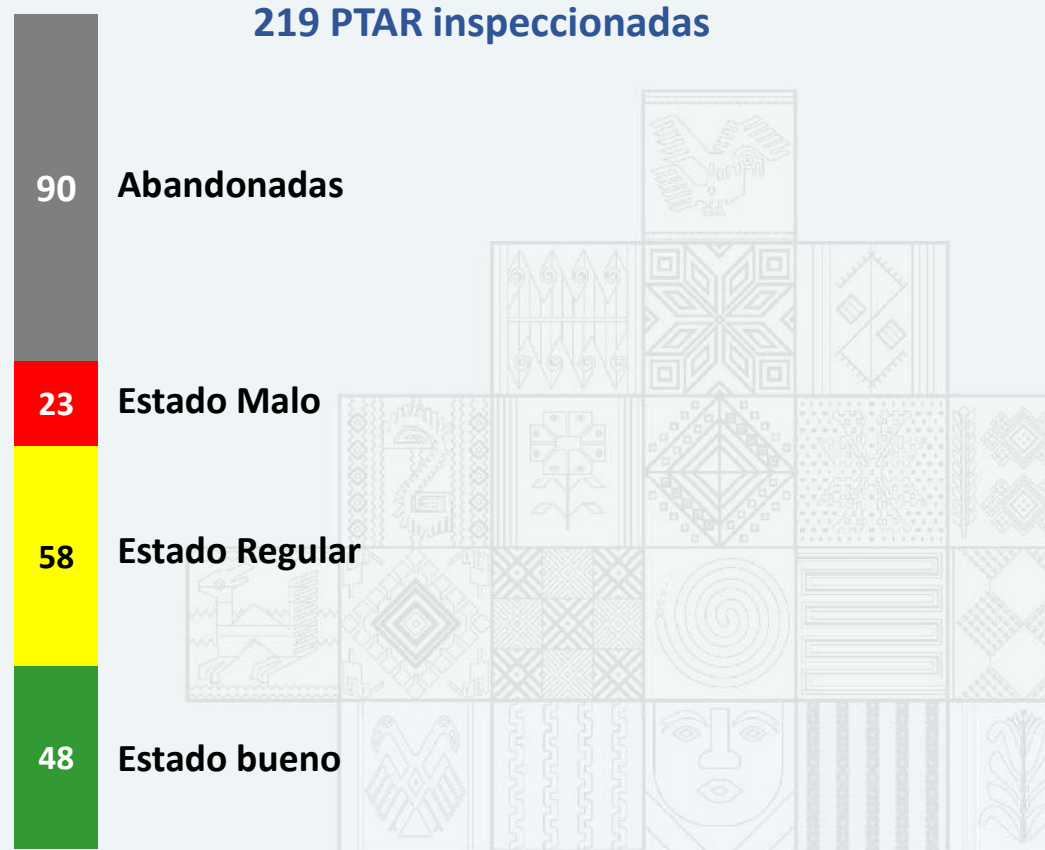 219 PTAR inspeccionadas
90 Abandonadas
23 Estado Malo
58 Estado Regular
48 Estado bueno